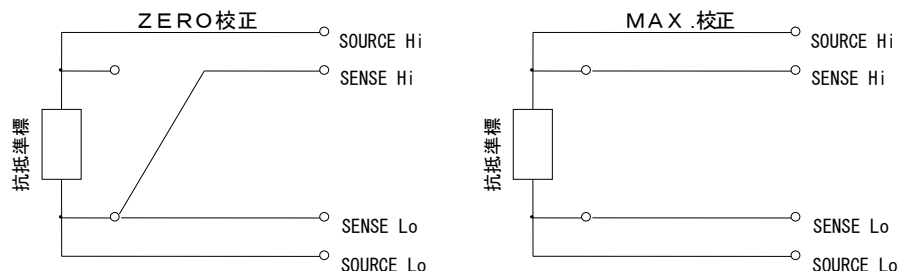 ZERO校正
SOURCE Hi
SENSE Hi
抗抵準標
SENSE Lo
SOURCE Lo
MAX.校正
SOURCE Hi
SENSE Hi
抗抵準標
SENSE Lo
SOURCE Lo